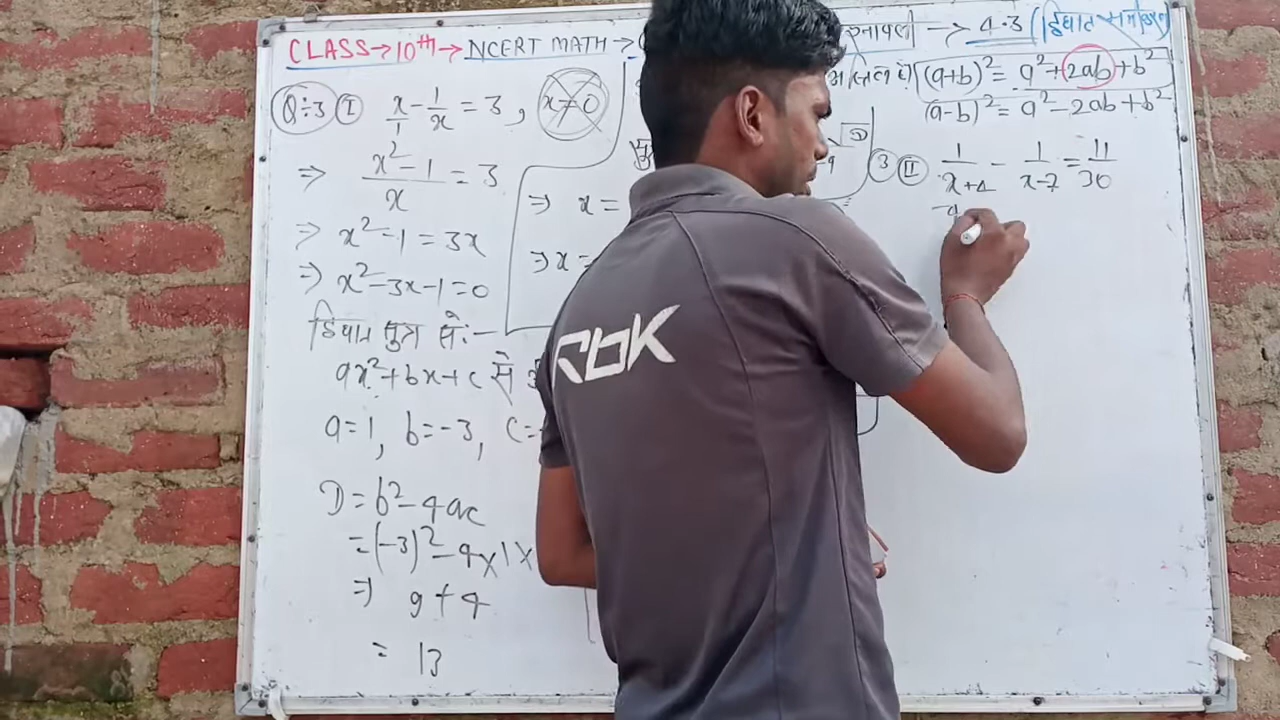 CLASS→10th→NCERT MATH→
→ 4.3 (द्विघात समीकरण)
Q÷3 (I) x/1 - 1/x = 3, x≠0
⇒ (x²-1)/x = 3
⇒ x²-1 = 3x
⇒ x²-3x-1=0
द्विघात सूत्र से:-
ax²+bx+c से
a=1, b=-3, c=
D = b²-4ac
=(-3)²-4×1×
⇒ 9+4
= 13
⇒ x=
⇒ x=
RbK
(a+b)² = a²+2ab+b²
(a-b)² = a²-2ab+b²
(3) (II) 1/(x+4) - 1/(x-7) = 11/30